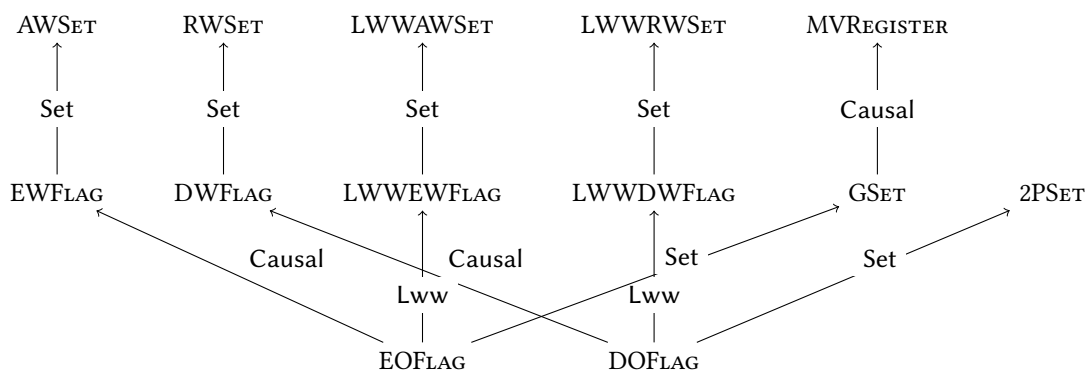 AWSET RWSET LWWAWSET LWWRWSET MVREGISTER
Set Set Set Set Causal
EWFLAG DWFLAG LWWEWFLAG LWWDWFLAG GSET 2PSET
Causal Causal Set Set
Lww Lww
EOFLAG DOFLAG